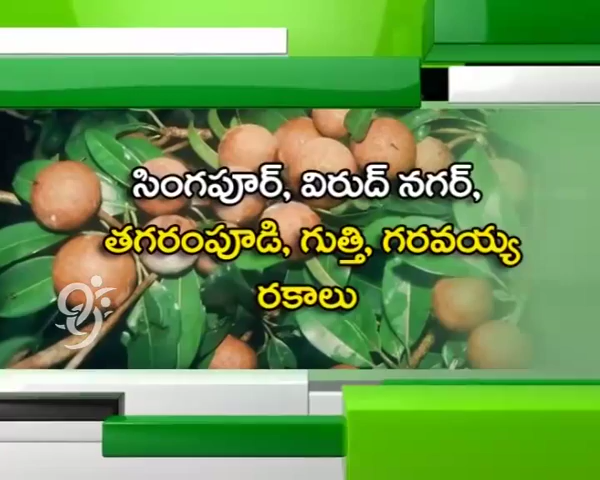 సింగపూర్, విరుద్ నగర్,
తగరంపూడి, గుత్తి, గరవయ్య
రకాలు